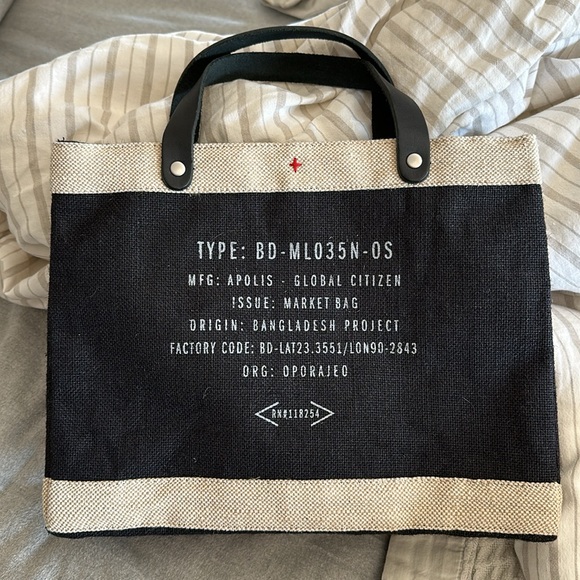 TYPE: BD-ML035N-OS
MFG: APOLIS - GLOBAL CITIZEN
ISSUE: MARKET BAG
ORIGIN: BANGLADESH PROJECT
FACTORY CODE: BD-LAT23.3551/LON90-2843
ORG: OPORAJEO
RN#118254